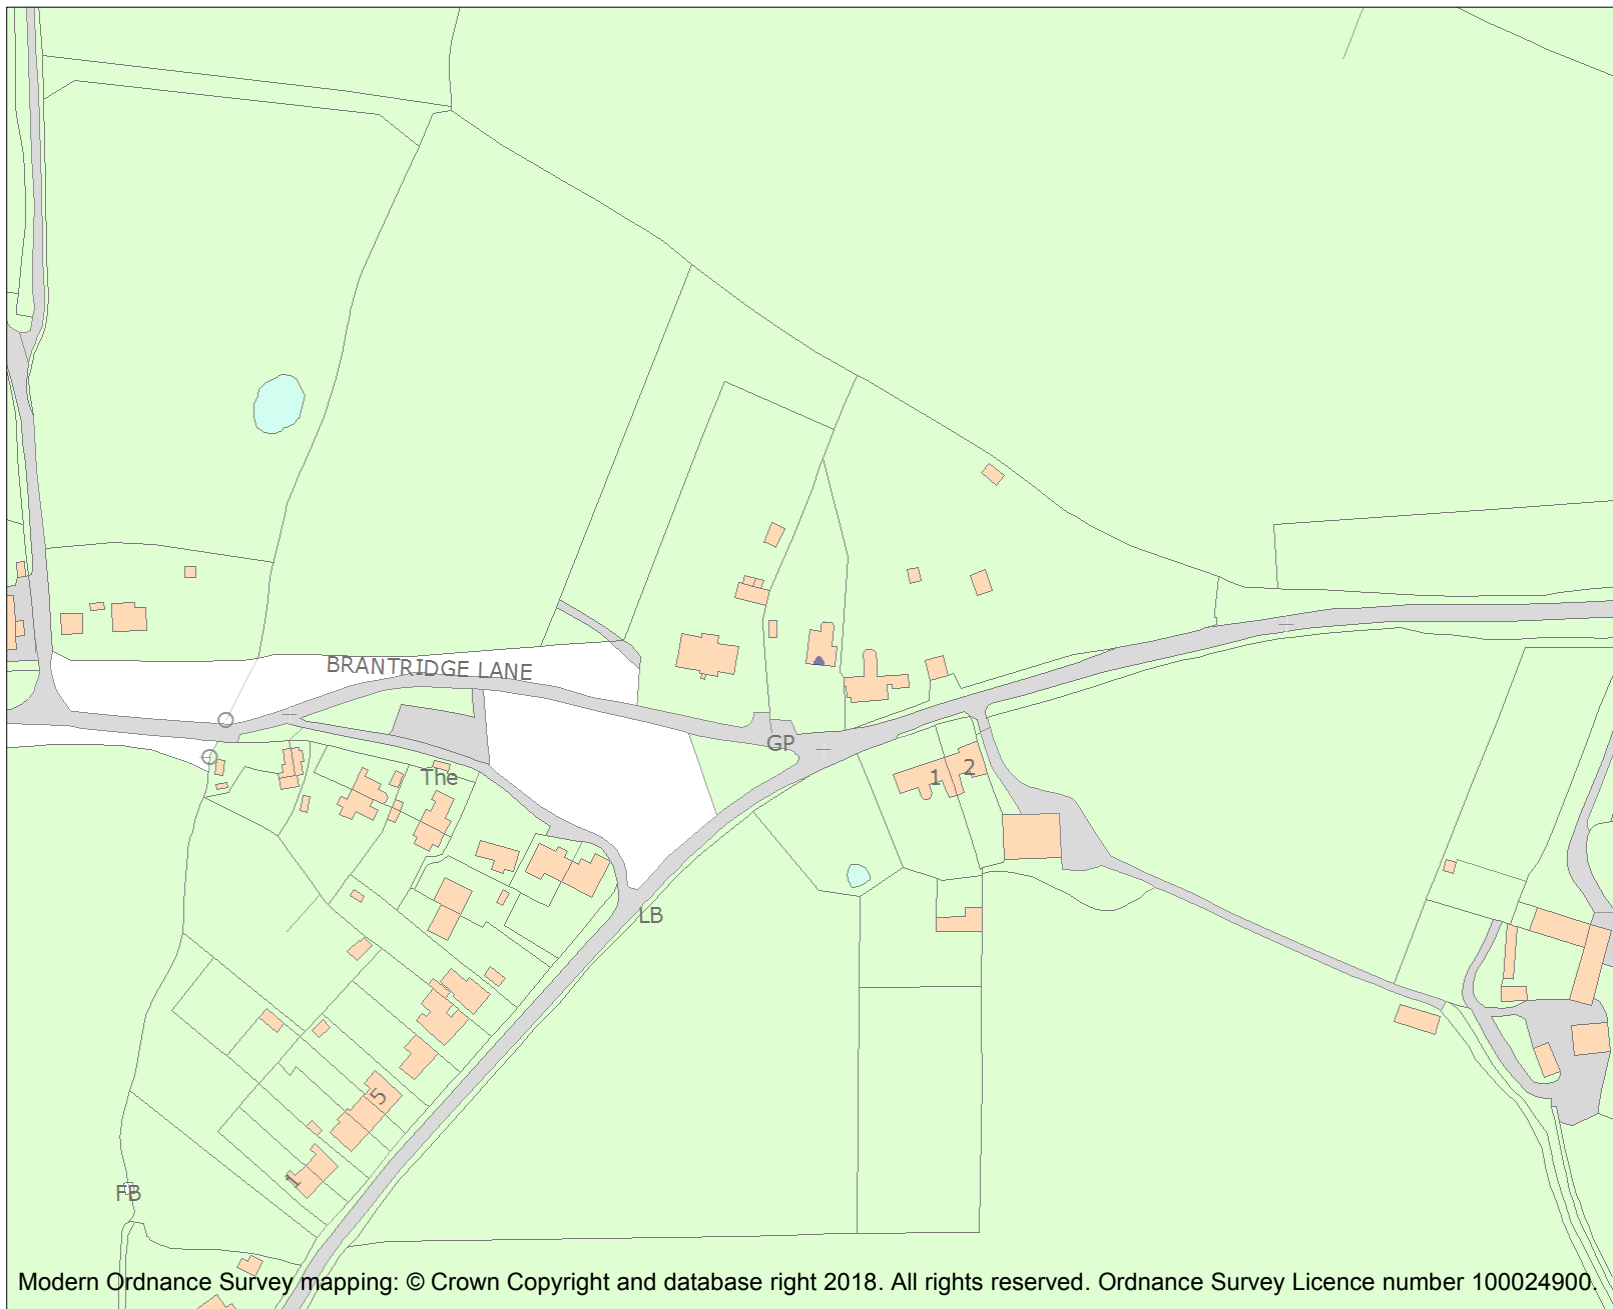 BRANTRIDGE LANE
GP
The
1
2
LB
5
1
FB
Modern Ordnance Survey mapping: © Crown Copyright and database right 2018. All rights reserved. Ordnance Survey Licence number 100024900.